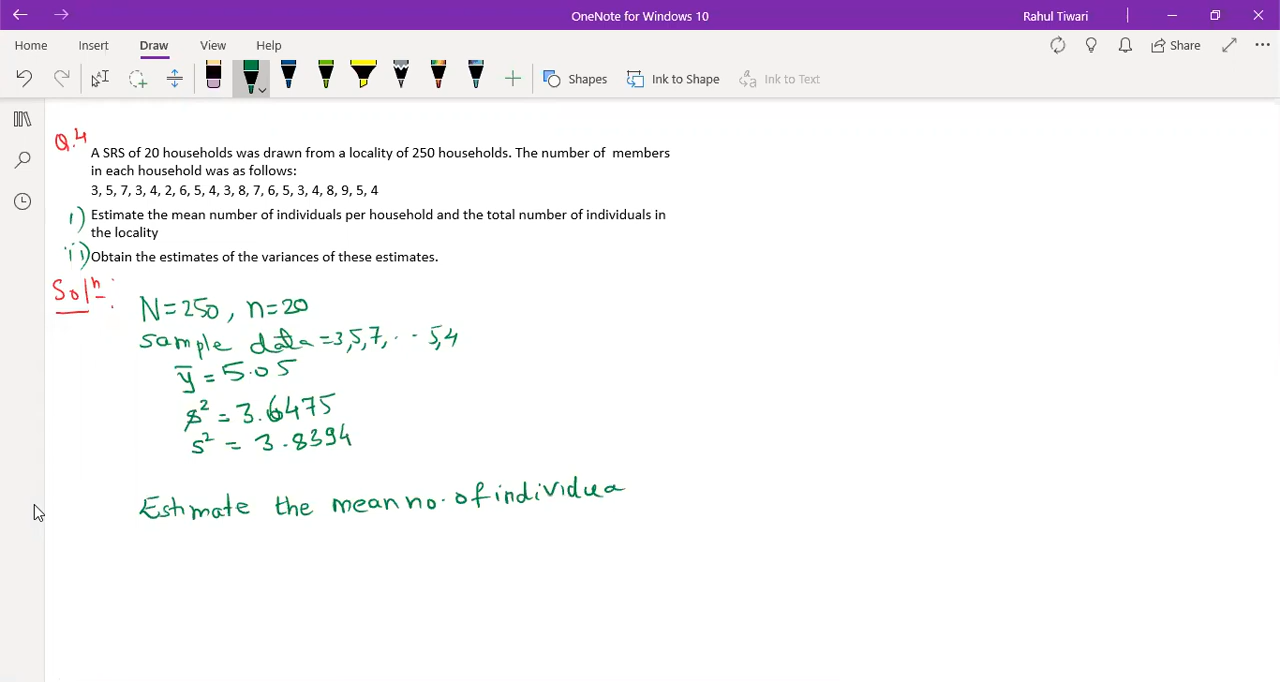 OneNote for Windows 10
Rahul Tiwari
Home Insert Draw View Help
Share
Shapes Ink to Shape Ink to Text
Q.4
A SRS of 20 households was drawn from a locality of 250 households. The number of members
in each household was as follows:
3, 5, 7, 3, 4, 2, 6, 5, 4, 3, 8, 7, 6, 5, 3, 4, 8, 9, 5, 4
i) Estimate the mean number of individuals per household and the total number of individuals in
the locality
ii) Obtain the estimates of the variances of these estimates.
Solⁿ:
N=250, n=20
sample data =3,5,7, ... 5,4
ȳ = 5.05
s² = 3.6475
s² = 3.8394
Estimate the mean no. of individua